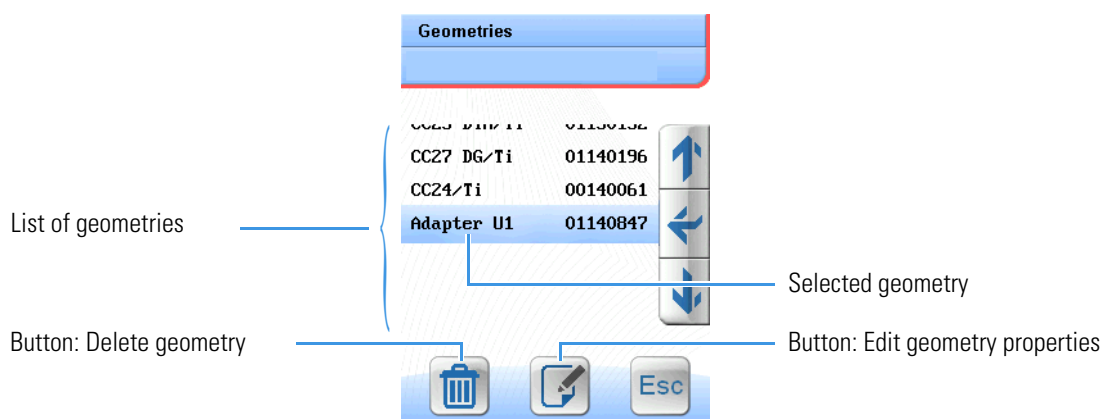 Geometries
CC27 DG/Ti 01140196
CC24/Ti 00140061
Adapter U1 01140847
List of geometries
Selected geometry
Button: Delete geometry
Button: Edit geometry properties
Esc